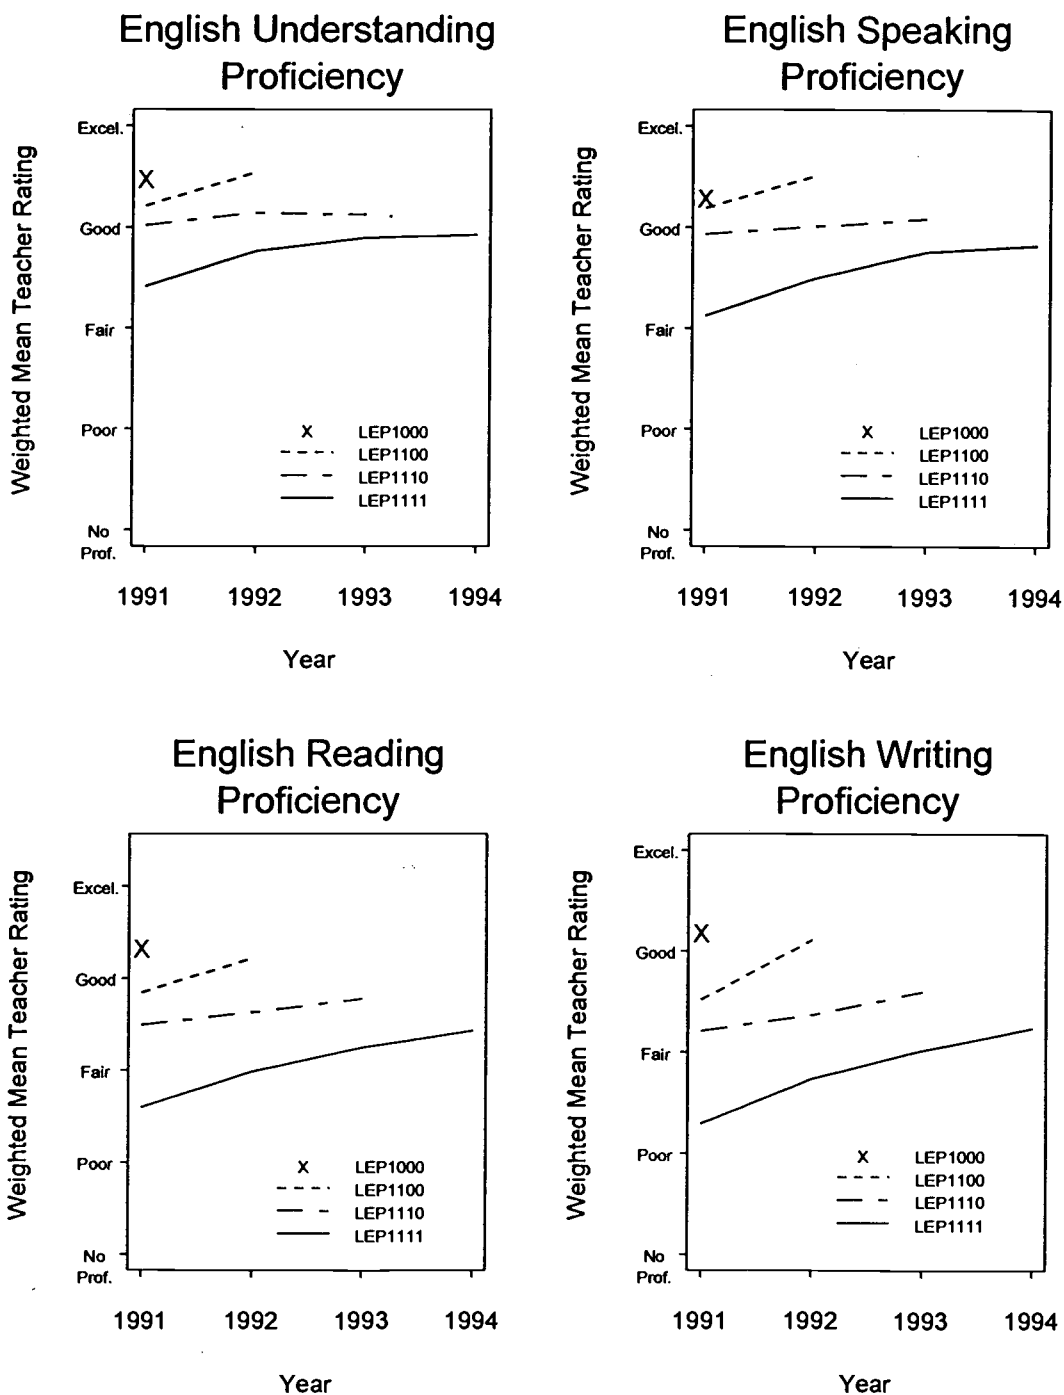 English Understanding
Proficiency
Weighted Mean Teacher Rating
Excel.
Good
Fair
Poor
No
Prof.
X LEP1000
LEP1100
LEP1110
LEP1111
1991 1992 1993 1994
Year
English Speaking
Proficiency
Weighted Mean Teacher Rating
Excel.
Good
Fair
Poor
No
Prof.
X LEP1000
LEP1100
LEP1110
LEP1111
1991 1992 1993 1994
Year
English Reading
Proficiency
Weighted Mean Teacher Rating
Excel.
Good
Fair
Poor
No
Prof.
X LEP1000
LEP1100
LEP1110
LEP1111
1991 1992 1993 1994
Year
English Writing
Proficiency
Weighted Mean Teacher Rating
Excel.
Good
Fair
Poor
No
Prof.
X LEP1000
LEP1100
LEP1110
LEP1111
1991 1992 1993 1994
Year